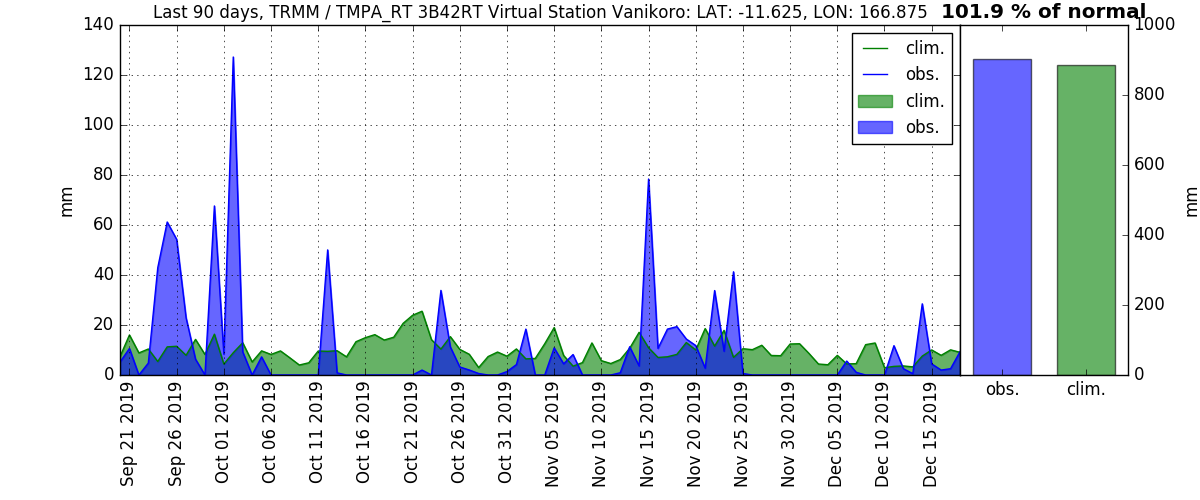 Last 90 days, TRMM / TMPA_RT 3B42RT Virtual Station Vanikoro: LAT: -11.625, LON: 166.875
101.9 % of normal
140
120
100
80
60
40
20
0
mm
clim.
obs.
clim.
obs.
1000
800
600
400
200
0
mm
obs.
clim.
Sep 21 2019
Sep 26 2019
Oct 01 2019
Oct 06 2019
Oct 11 2019
Oct 16 2019
Oct 21 2019
Oct 26 2019
Oct 31 2019
Nov 05 2019
Nov 10 2019
Nov 15 2019
Nov 20 2019
Nov 25 2019
Nov 30 2019
Dec 05 2019
Dec 10 2019
Dec 15 2019